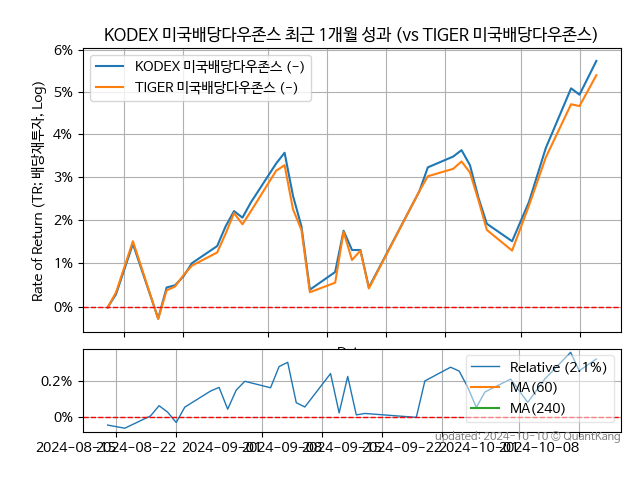 KODEX 미국배당다우존스 최근 1개월 성과 (vs TIGER 미국배당다우존스)
Rate of Return (TR; 배당재투자, Log)
6%
5%
4%
3%
2%
1%
0%
KODEX 미국배당다우존스 (-)
TIGER 미국배당다우존스 (-)
0.2%
0%
Relative (2.1%)
MA(60)
MA(240)
2024-08-15
2024-08-22
2024-09-01
2024-09-08
2024-09-15
2024-09-22
2024-10-01
2024-10-08
updated: 2024-10-10 © QuantKang